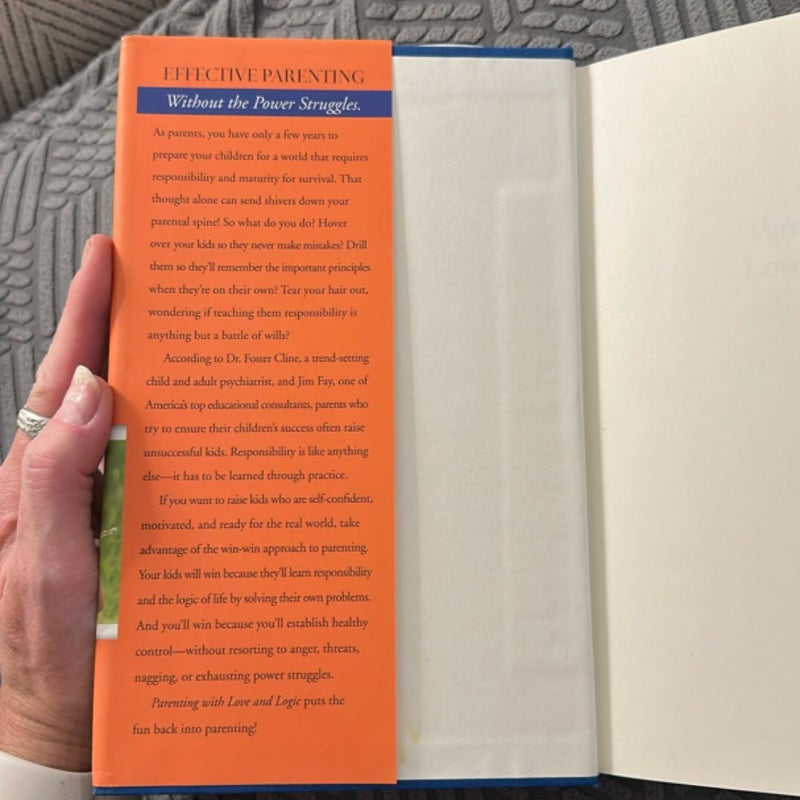 EFFECTIVE PARENTING
Without the Power Struggles.
As parents, you have only a few years to
prepare your children for a world that requires
responsibility and maturity for survival. That
thought alone can send shivers down your
parental spine! So what do you do? Hover
over your kids so they never make mistakes? Drill
them so they'll remember the important principles
when they're on their own? Tear your hair out,
wondering if teaching them responsibility is
anything but a battle of wills?
According to Dr. Foster Cline, a trend-setting
child and adult psychiatrist, and Jim Fay, one of
America's top educational consultants, parents who
try to ensure their children's success often raise
unsuccessful kids. Responsibility is like anything
else—it has to be learned through practice.
If you want to raise kids who are self-confident,
motivated, and ready for the real world, take
advantage of the win-win approach to parenting.
Your kids will win because they'll learn responsibility
and the logic of life by solving their own problems.
And you'll win because you'll establish healthy
control—without resorting to anger, threats,
nagging, or exhausting power struggles.
Parenting with Love and Logic puts the
fun back into parenting!